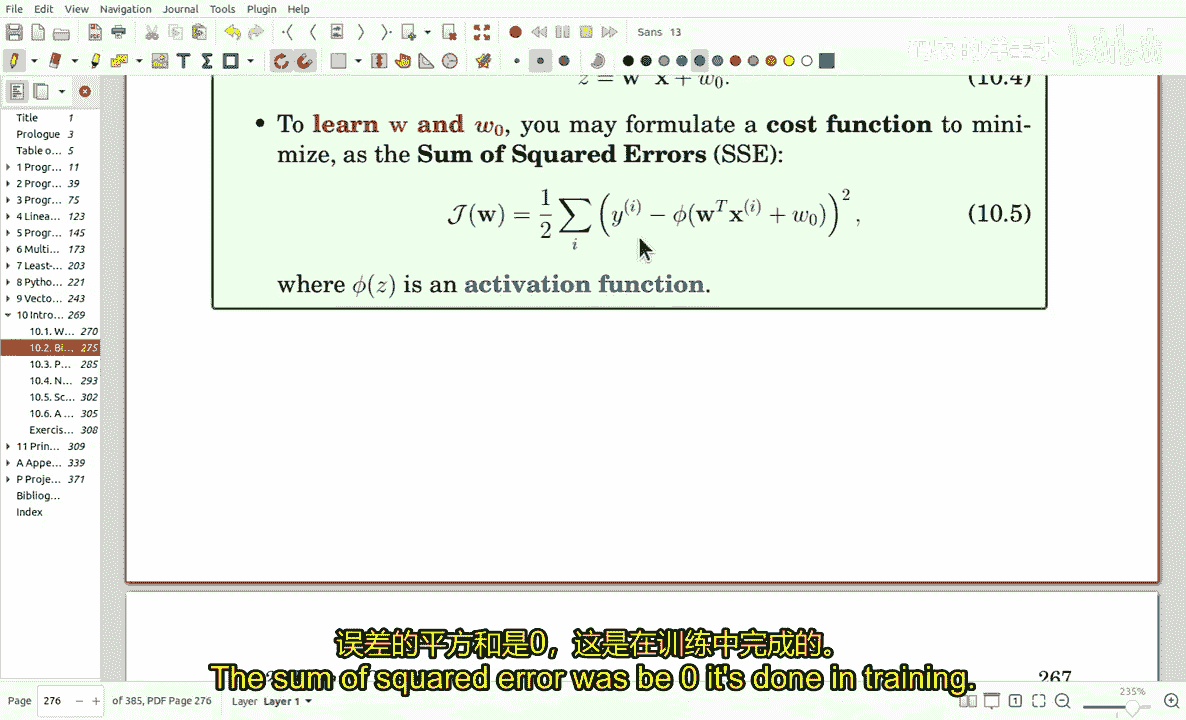 File Edit View Navigation Journal Tools Plugin Help
Sans 13
Title 1
Prologue 3
Table o... 5
1 Progr... 11
2 Progr... 39
3 Progr... 75
4 Linea... 123
5 Progr... 145
6 Multi... 173
7 Least-... 203
8 Pytho... 221
9 Vecto... 243
10 Intro... 269
10.1. W... 270
10.2. Bi... 275
10.3. P... 285
10.4. N... 293
10.5. Sc... 302
10.6. A ... 305
Exercis... 308
11 Prin... 309
A Appe... 339
P Proje... 371
Bibliog...
Index
z = w x + w₀. (10.4)
• To learn w and w₀, you may formulate a cost function to mini-
mize, as the Sum of Squared Errors (SSE):
𝒥(w) = 1/2 ∑ᵢ (y⁽ⁱ⁾ − ϕ(wᵀx⁽ⁱ⁾ + w₀))², (10.5)
where ϕ(z) is an activation function.
误差的平方和是0，这是在训练中完成的。
The sum of squared error was be 0 it's done in training.
267
Page 276 − + of 385, PDF Page 276 Layer Layer 1
235%